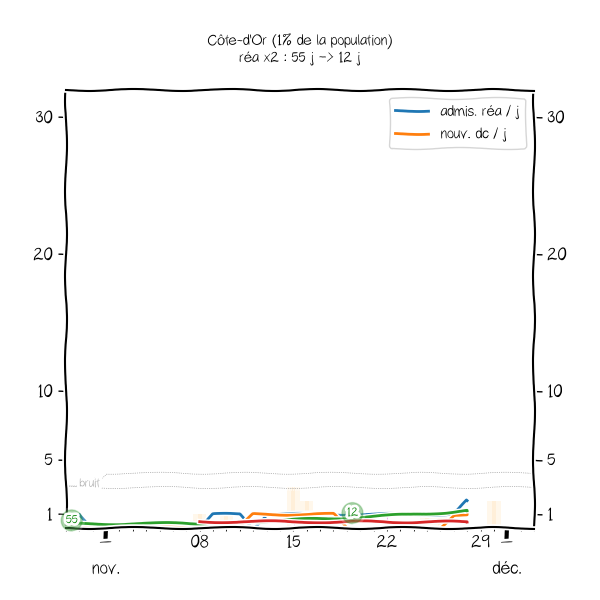 Côte-d'Or (1% de la population)
réa x2 : 55 j -> 12 j
admis. réa / j
nouv. dc / j
30
30
20
20
10
10
5
5
bruit
1
1
55
12
08
15
22
29
nov.
déc.